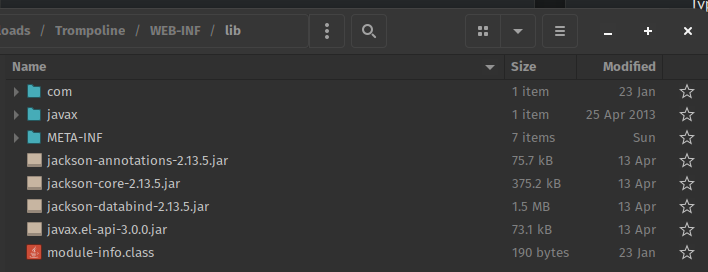 oads / Trompoline / WEB-INF / lib
Name Size Modified
com 1 item 23 Jan
javax 1 item 25 Apr 2013
META-INF 7 items Sun
jackson-annotations-2.13.5.jar 75.7 kB 13 Apr
jackson-core-2.13.5.jar 375.2 kB 13 Apr
jackson-databind-2.13.5.jar 1.5 MB 13 Apr
javax.el-api-3.0.0.jar 73.1 kB 13 Apr
module-info.class 190 bytes 23 Jan